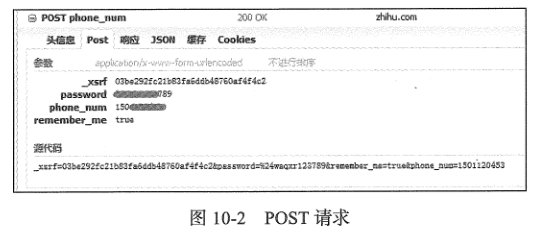 POST phone_num 200 OK zhihu.com
头信息 Post 响应 JSON 缓存 Cookies
参数 application/x-www-form-urlencoded 不进行排序
_xsrf 03be292fc21b83fa6ddb48760af4f4c2
password 789
phone_num 150
remember_me true
源代码
_xsrf=03be292fc21b83fa6ddb48760af4f4c2&password=%24waqxr123789&remember_me=true&phone_num=1501120453
图 10-2 POST 请求